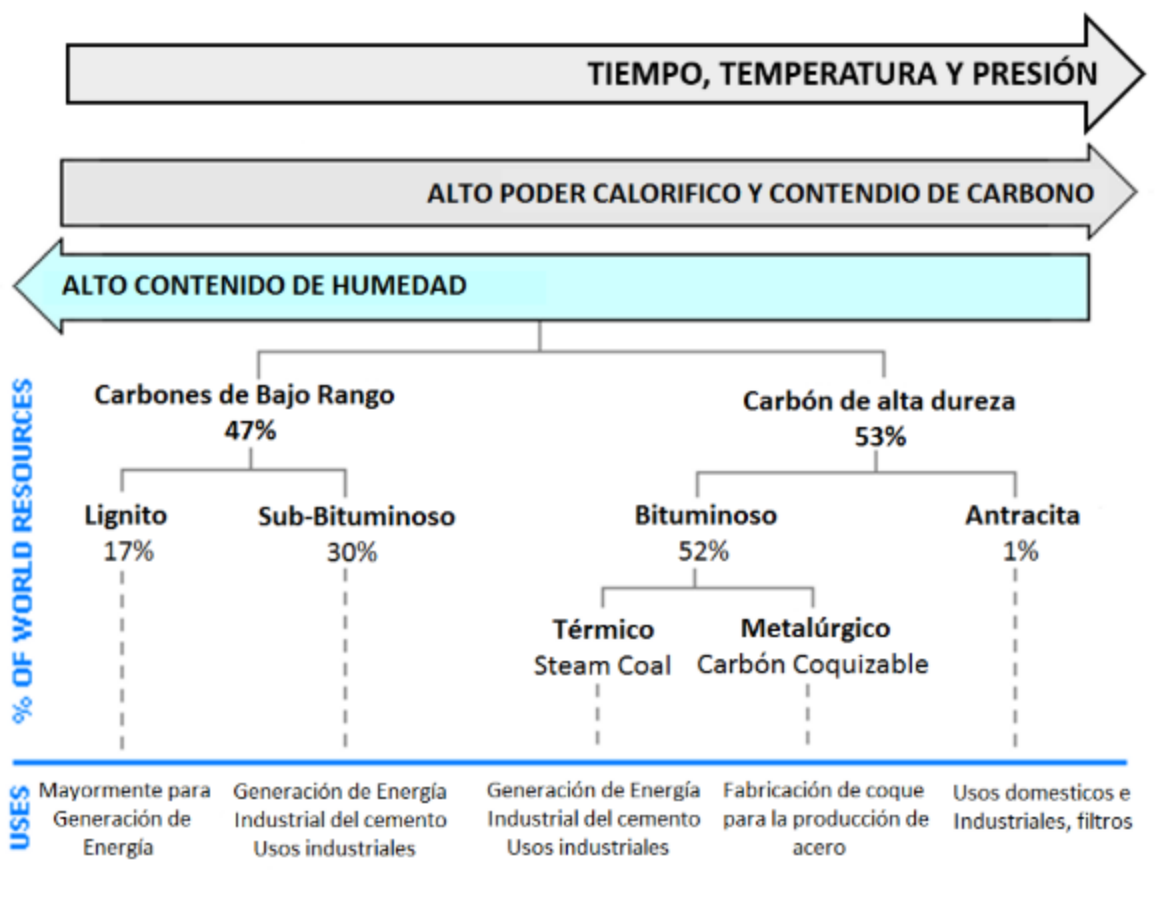 TIEMPO, TEMPERATURA Y PRESIÓN
ALTO PODER CALORIFICO Y CONTENDIO DE CARBONO
ALTO CONTENIDO DE HUMEDAD
% OF WORLD RESOURCES
Carbones de Bajo Rango
47%
Carbón de alta dureza
53%
Lignito
17%
Sub-Bituminoso
30%
Bituminoso
52%
Antracita
1%
Térmico
Steam Coal
Metalúrgico
Carbón Coquizable
USES
Mayormente para
Generación de
Energía
Generación de Energía
Industrial del cemento
Usos industriales
Generación de Energía
Industrial del cemento
Usos industriales
Fabricación de coque
para la producción de
acero
Usos domesticos e
Industriales, filtros